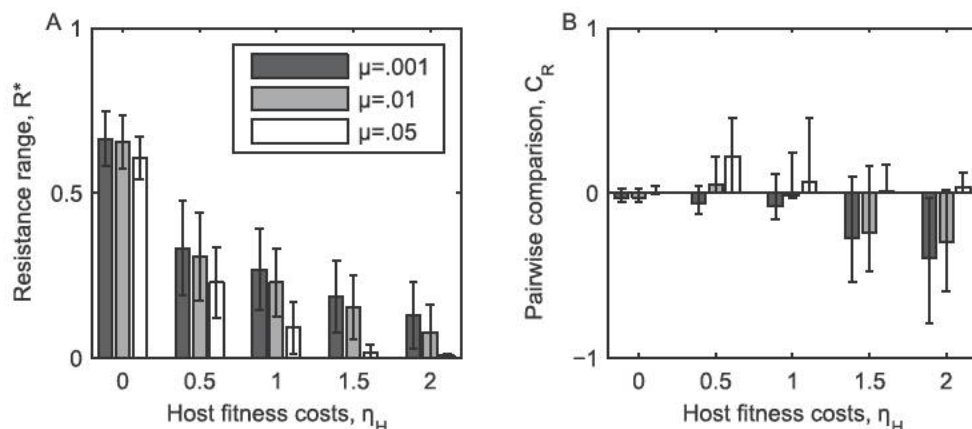 A
Resistance range, R*
1
0.5
0
μ=.001
μ=.01
μ=.05
0 0.5 1 1.5 2
Host fitness costs, η_H
B
Pairwise comparison, C_R
1
0
−1
0 0.5 1 1.5 2
Host fitness costs, η_H